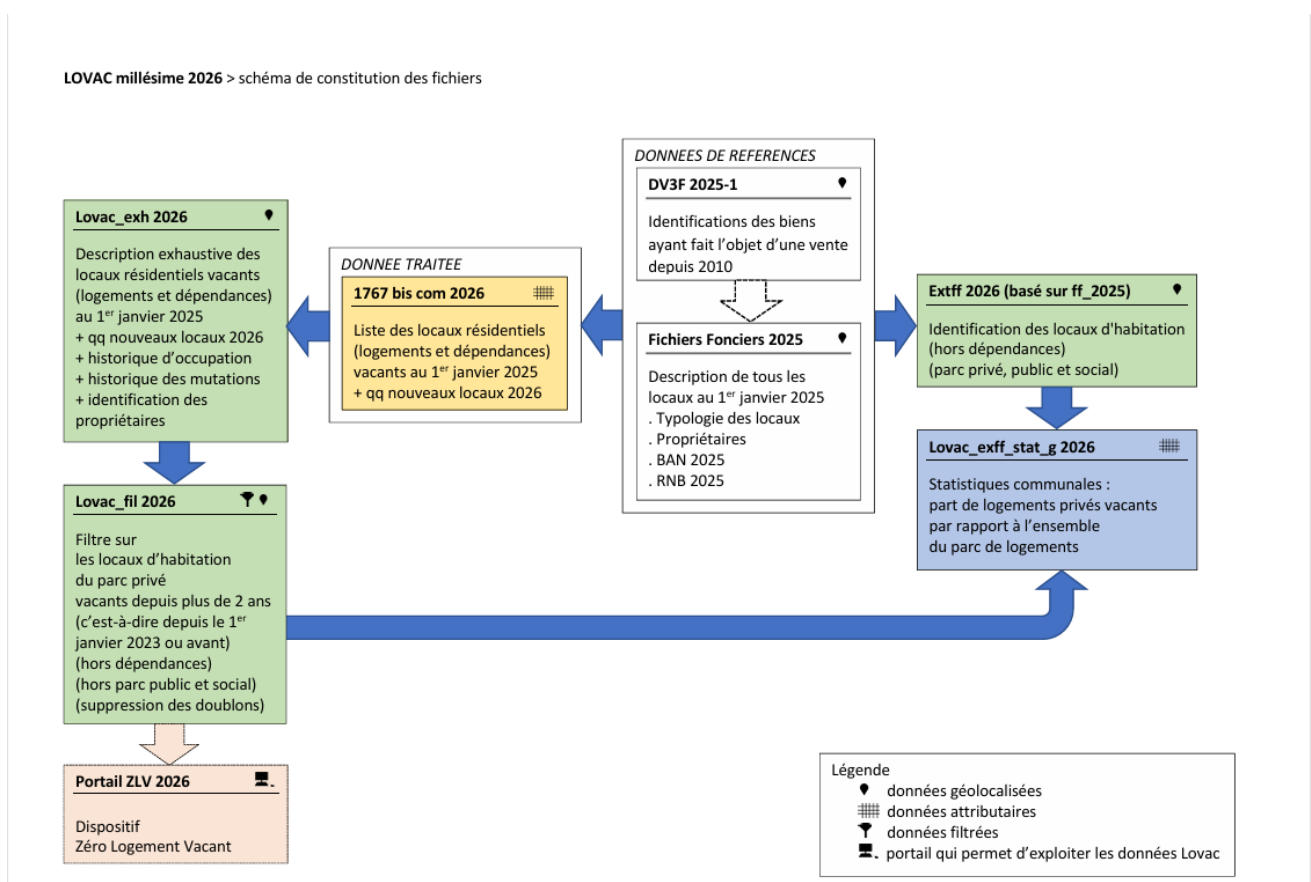 LOVAC millésime 2026 > schéma de constitution des fichiers
DONNEES DE REFERENCES
DV3F 2025-1
Identifications des biens
ayant fait l'objet d'une vente
depuis 2010
Lovac_exh 2026
Description exhaustive des
locaux résidentiels vacants
(logements et dépendances)
au 1er janvier 2025
+ qq nouveaux locaux 2026
+ historique d'occupation
+ historique des mutations
+ identification des
propriétaires
DONNEE TRAITEE
1767 bis com 2026
Liste des locaux résidentiels
(logements et dépendances)
vacants au 1er janvier 2025
+ qq nouveaux locaux 2026
Fichiers Fonciers 2025
Description de tous les
locaux au 1er janvier 2025
. Typologie des locaux
. Propriétaires
. BAN 2025
. RNB 2025
Extff 2026 (basé sur ff_2025)
Identification des locaux d'habitation
(hors dépendances)
(parc privé, public et social)
Lovac_exff_stat_g 2026
Statistiques communales :
part de logements privés vacants
par rapport à l'ensemble
du parc de logements
Lovac_fil 2026
Filtre sur
les locaux d'habitation
du parc privé
vacants depuis plus de 2 ans
(c'est-à-dire depuis le 1er
janvier 2023 ou avant)
(hors dépendances)
(hors parc public et social)
(suppression des doublons)
Portail ZLV 2026
Dispositif
Zéro Logement Vacant
Légende
données géolocalisées
données attributaires
données filtrées
portail qui permet d'exploiter les données Lovac